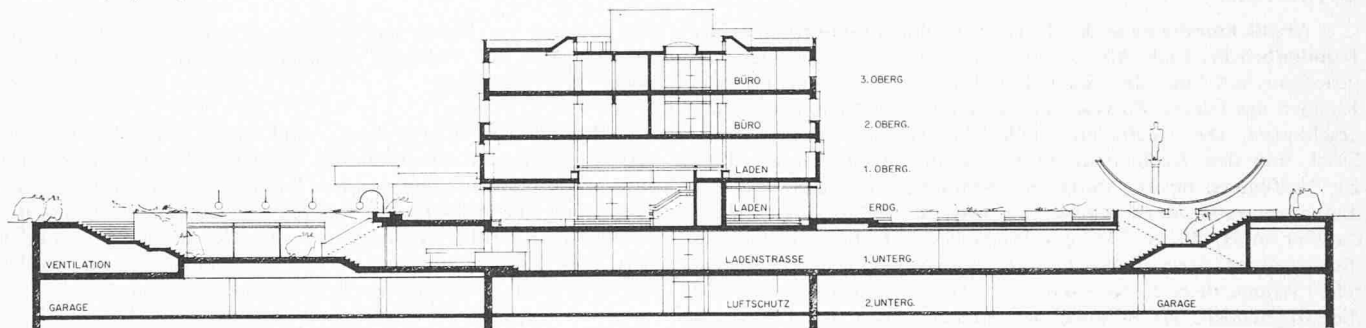 BÜRO 3. OBERG.
BÜRO 2. OBERG.
LADEN 1. OBERG.
LADEN ERDG.
VENTILATION LADENSTRASSE 1. UNTERG.
GARAGE LUFTSCHUTZ 2. UNTERG. GARAGE